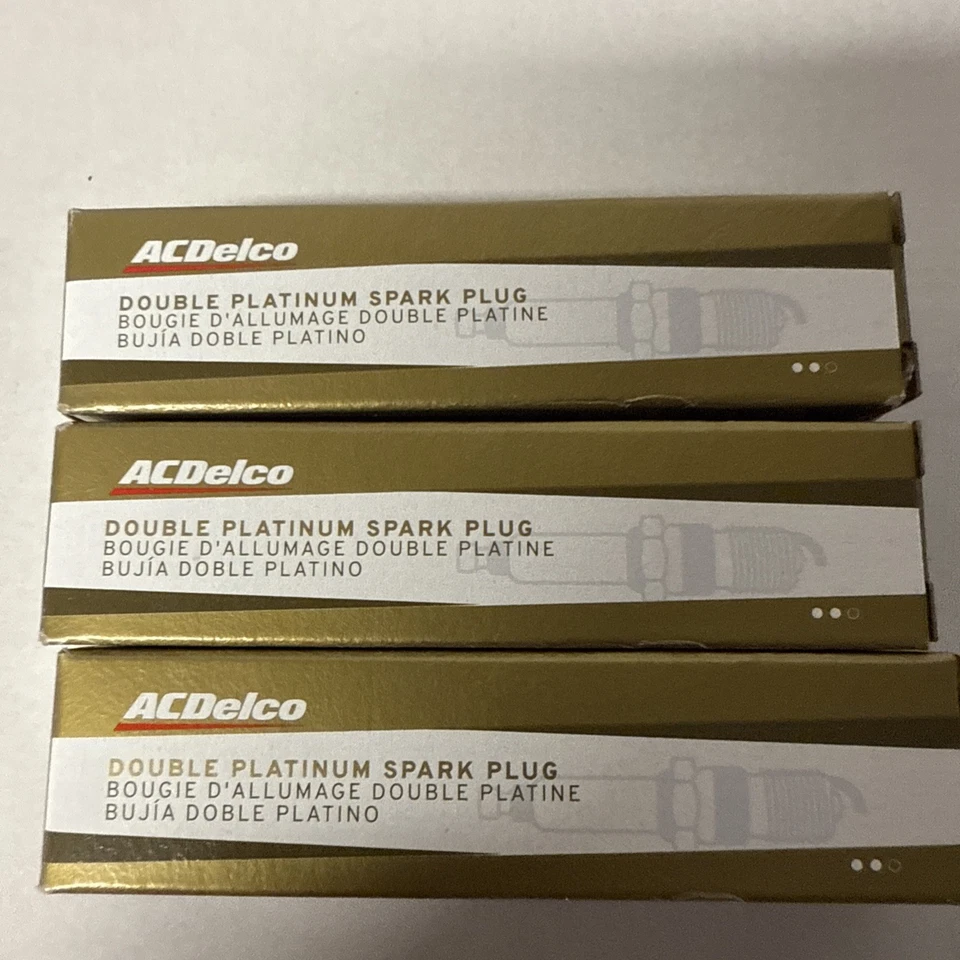 ACDelco
DOUBLE PLATINUM SPARK PLUG
BOUGIE D'ALLUMAGE DOUBLE PLATINE
BUJÍA DOBLE PLATINO
ACDelco
DOUBLE PLATINUM SPARK PLUG
BOUGIE D'ALLUMAGE DOUBLE PLATINE
BUJÍA DOBLE PLATINO
ACDelco
DOUBLE PLATINUM SPARK PLUG
BOUGIE D'ALLUMAGE DOUBLE PLATINE
BUJÍA DOBLE PLATINO